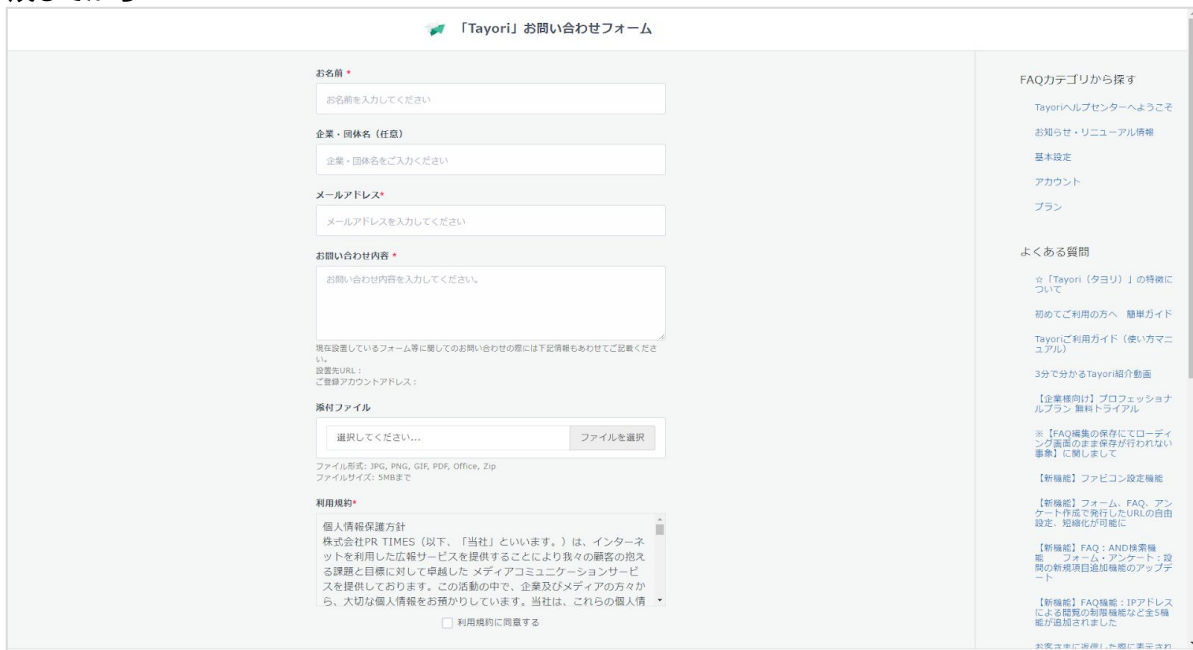 「Tayori」お問い合わせフォーム
お名前 *
お名前を入力してください
企業・団体名（任意）
企業・団体名をご入力ください
メールアドレス*
メールアドレスを入力してください
お問い合わせ内容 *
お問い合わせ内容を入力してください。
現在設置しているフォーム等に関してのお問い合わせの際には下記情報もあわせてご記載くださ
い。
設置先URL：
ご登録アカウントアドレス：
添付ファイル
選択してください...
ファイルを選択
ファイル形式: JPG, PNG, GIF, PDF, Office, Zip
ファイルサイズ: 5MBまで
利用規約*
個人情報保護方針
株式会社PR TIMES（以下、「当社」といいます。）は、インターネ
ットを利用した広報サービスを提供することにより我々の顧客の抱え
る課題と目標に対して卓越した メディアコミュニケーションサービ
スを提供しております。この活動の中で、企業及びメディアの方々か
ら、大切な個人情報をお預かりしています。当社は、これらの個人情
利用規約に同意する
FAQカテゴリから探す
Tayoriヘルプセンターへようこそ
お知らせ・リニューアル情報
基本設定
アカウント
プラン
よくある質問
☆「Tayori（タヨリ）」の特徴に
ついて
初めてご利用の方へ　簡単ガイド
Tayoriご利用ガイド（使い方マニ
ュアル）
3分で分かるTayori紹介動画
【企業様向け】プロフェッショナ
ルプラン 無料トライアル
※【FAQ編集の保存にてローディ
ング画面のまま保存が行われない
事象】に関しまして
【新機能】ファビコン設定機能
【新機能】フォーム、FAQ、アン
ケート作成で発行したURLの自由
設定、短縮化が可能に
【新機能】FAQ：AND検索機
能　　フォーム・アンケート：設
問の新規項目追加機能のアップデ
ート
【新機能】FAQ機能：IPアドレス
による閲覧の制限機能など全5機
能が追加されました
お客さまに返信した際に表示され